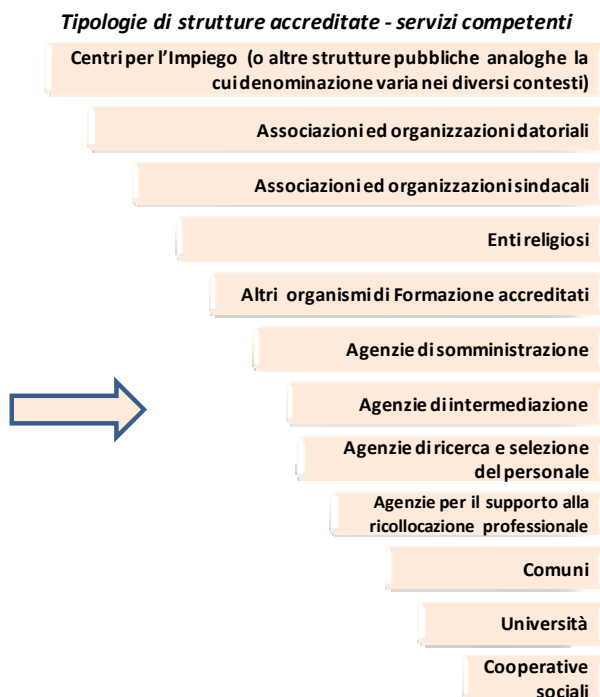 Tipologie di strutture accreditate - servizi competenti
Centri per l'Impiego (o altre strutture pubbliche analoghe la
cui denominazione varia nei diversi contesti)
Associazioni ed organizzazioni datoriali
Associazioni ed organizzazioni sindacali
Enti religiosi
Altri organismi di Formazione accreditati
Agenzie di somministrazione
Agenzie di intermediazione
Agenzie di ricerca e selezione
del personale
Agenzie per il supporto alla
ricollocazione professionale
Comuni
Università
Cooperative
sociali